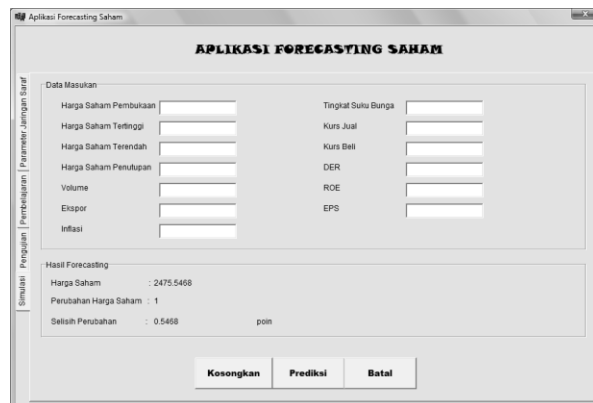 Aplikasi Forecasting Saham
APLIKASI FORECASTING SAHAM
Parameter Jaringan Saraf
Pembelajaran
Pengujian
Simulasi
Data Masukan
Harga Saham Pembukaan
Harga Saham Tertinggi
Harga Saham Terendah
Harga Saham Penutupan
Volume
Ekspor
Inflasi
Tingkat Suku Bunga
Kurs Jual
Kurs Beli
DER
ROE
EPS
Hasil Forecasting
Harga Saham : 2475.5468
Perubahan Harga Saham : 1
Selisih Perubahan : 0.5468 poin
Kosongkan
Prediksi
Batal